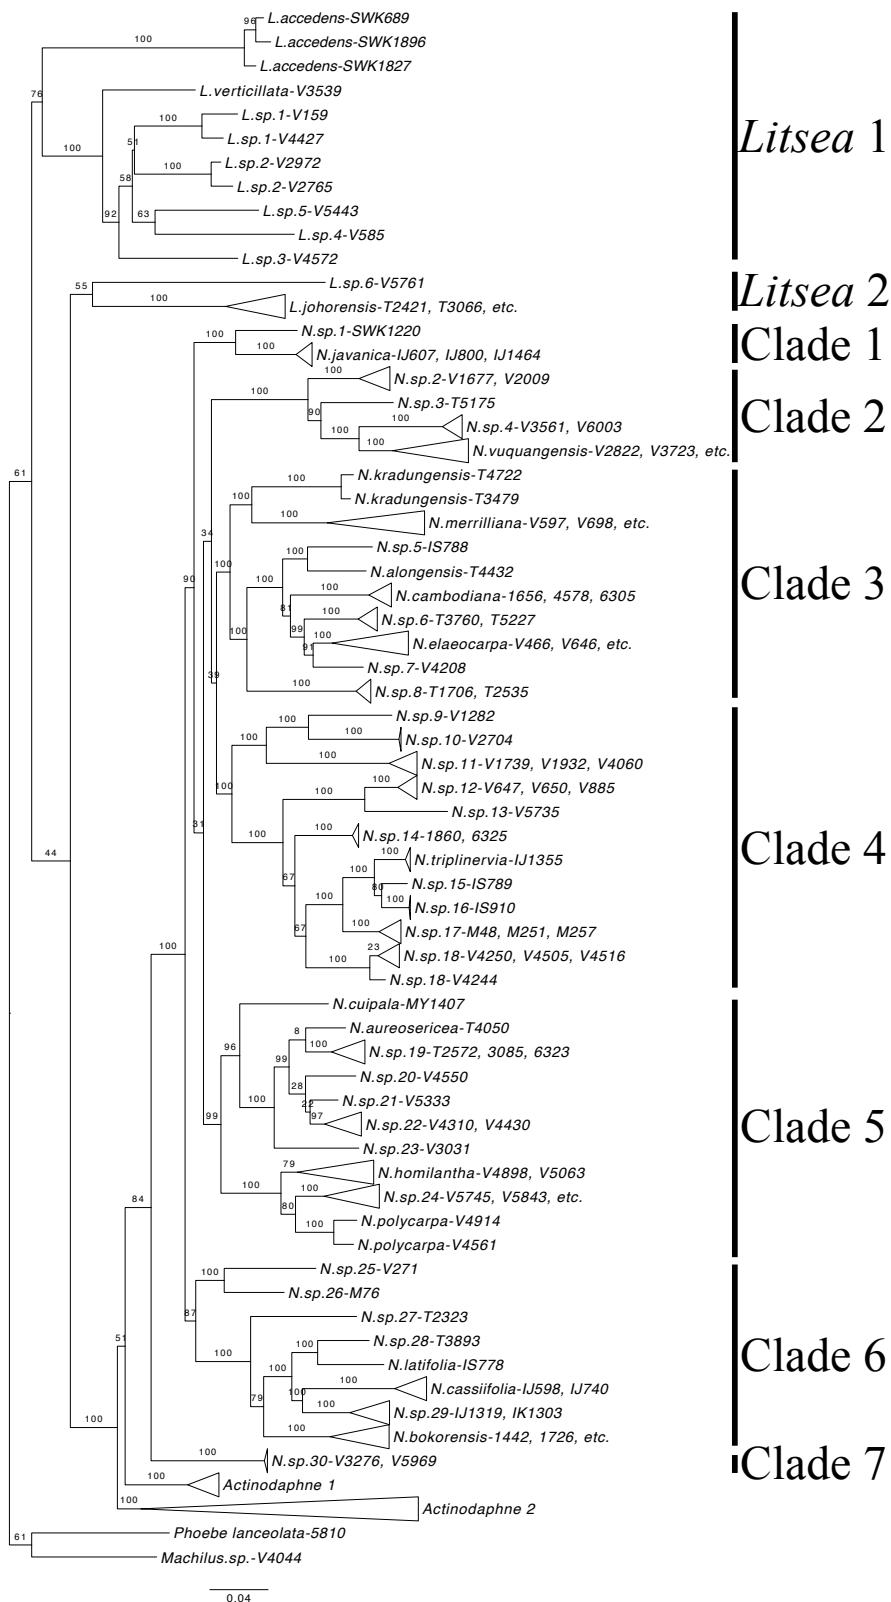 96
L.accedens-SWK689
L.accedens-SWK1896
100
L.accedens-SWK1827
L.verticillata-V3539
76
100
L.sp.1-V159
L.sp.1-V4427
51
100
100
L.sp.2-V2972
L.sp.2-V2765
58
92
63
L.sp.5-V5443
L.sp.4-V585
L.sp.3-V4572
Litsea 1
55
L.sp.6-V5761
100
L.johorensis-T2421, T3066, etc.
Litsea 2
100
N.sp.1-SWK1220
100
N.javanica-IJ607, IJ800, IJ1464
Clade 1
100
100
N.sp.2-V1677, V2009
100
90
N.sp.3-T5175
100
100
N.sp.4-V3561, V6003
100
N.vuquangensis-V2822, V3723, etc.
Clade 2
61
100
100
N.kradungensis-T4722
N.kradungensis-T3479
100
N.merrilliana-V597, V698, etc.
34
100
100
N.sp.5-IS788
N.alongensis-T4432
90
100
100
81
N.cambodiana-1656, 4578, 6305
100
99
N.sp.6-T3760, T5227
100
100
91
N.elaeocarpa-V466, V646, etc.
N.sp.7-V4208
39
100
N.sp.8-T1706, T2535
Clade 3
100
N.sp.9-V1282
100
100
N.sp.10-V2704
100
N.sp.11-V1739, V1932, V4060
100
100
N.sp.12-V647, V650, V885
N.sp.13-V5735
31
100
100
N.sp.14-1860, 6325
44
67
100
100
N.triplinervia-IJ1355
80
N.sp.15-IS789
100
N.sp.16-IS910
100
67
100
N.sp.17-M48, M251, M257
23
100
N.sp.18-V4250, V4505, V4516
N.sp.18-V4244
Clade 4
100
N.cuipala-MY1407
96
8
N.aureosericea-T4050
99
100
N.sp.19-T2572, 3085, 6323
28
N.sp.20-V4550
100
22
N.sp.21-V5333
99
97
N.sp.22-V4310, V4430
N.sp.23-V3031
79
N.homilantha-V4898, V5063
100
100
80
N.sp.24-V5745, V5843, etc.
100
N.polycarpa-V4914
N.polycarpa-V4561
Clade 5
84
100
N.sp.25-V271
N.sp.26-M76
87
N.sp.27-T2323
51
100
100
N.sp.28-T3893
N.latifolia-IS778
100
100
100
N.cassiifolia-IJ598, IJ740
79
100
N.sp.29-IJ1319, IK1303
100
N.bokorensis-1442, 1726, etc.
Clade 6
100
100
N.sp.30-V3276, V5969
Clade 7
100
Actinodaphne 1
100
Actinodaphne 2
61
Phoebe lanceolata-5810
Machilus.sp.-V4044
0.04